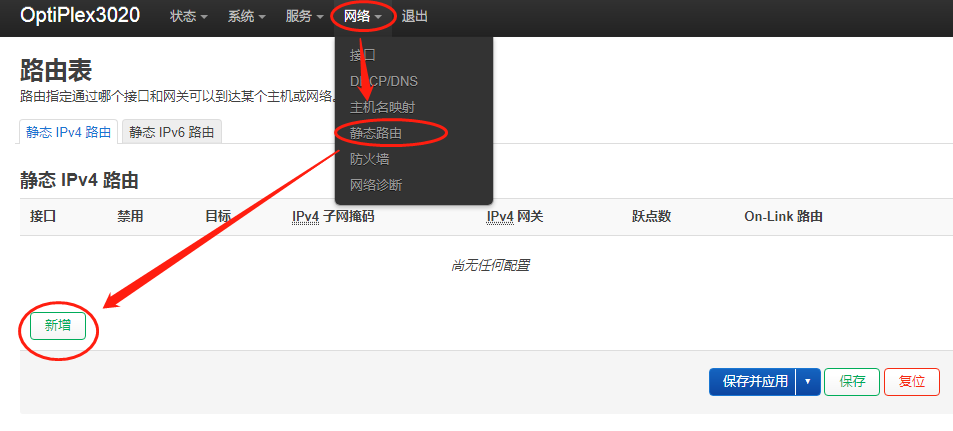 OptiPlex3020 状态 系统 服务 网络 退出
接口
DHCP/DNS
主机名映射
静态路由
防火墙
网络诊断
路由表
路由指定通过哪个接口和网关可以到达某个主机或网络。
静态 IPv4 路由 静态 IPv6 路由
静态 IPv4 路由
接口 禁用 目标 IPv4 子网掩码 IPv4 网关 跃点数 On-Link 路由
尚无任何配置
新增
保存并应用 保存 复位